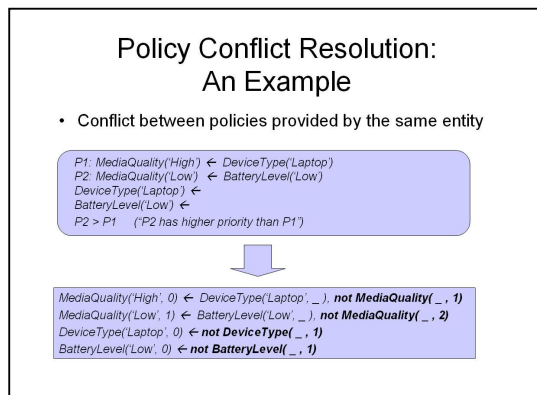 Policy Conflict Resolution:
An Example
• Conflict between policies provided by the same entity
P1: MediaQuality(‘High’) ← DeviceType(‘Laptop’)
P2: MediaQuality(‘Low’) ← BatteryLevel(‘Low’)
DeviceType(‘Laptop’) ←
BatteryLevel(‘Low’) ←
P2 > P1 (“P2 has higher priority than P1”)
MediaQuality(‘High’, 0) ← DeviceType(‘Laptop’, _ ), not MediaQuality( _ , 1)
MediaQuality(‘Low’, 1) ← BatteryLevel(‘Low’, _ ), not MediaQuality( _ , 2)
DeviceType(‘Laptop’, 0) ← not DeviceType( _ , 1)
BatteryLevel(‘Low’, 0) ← not BatteryLevel( _ , 1)